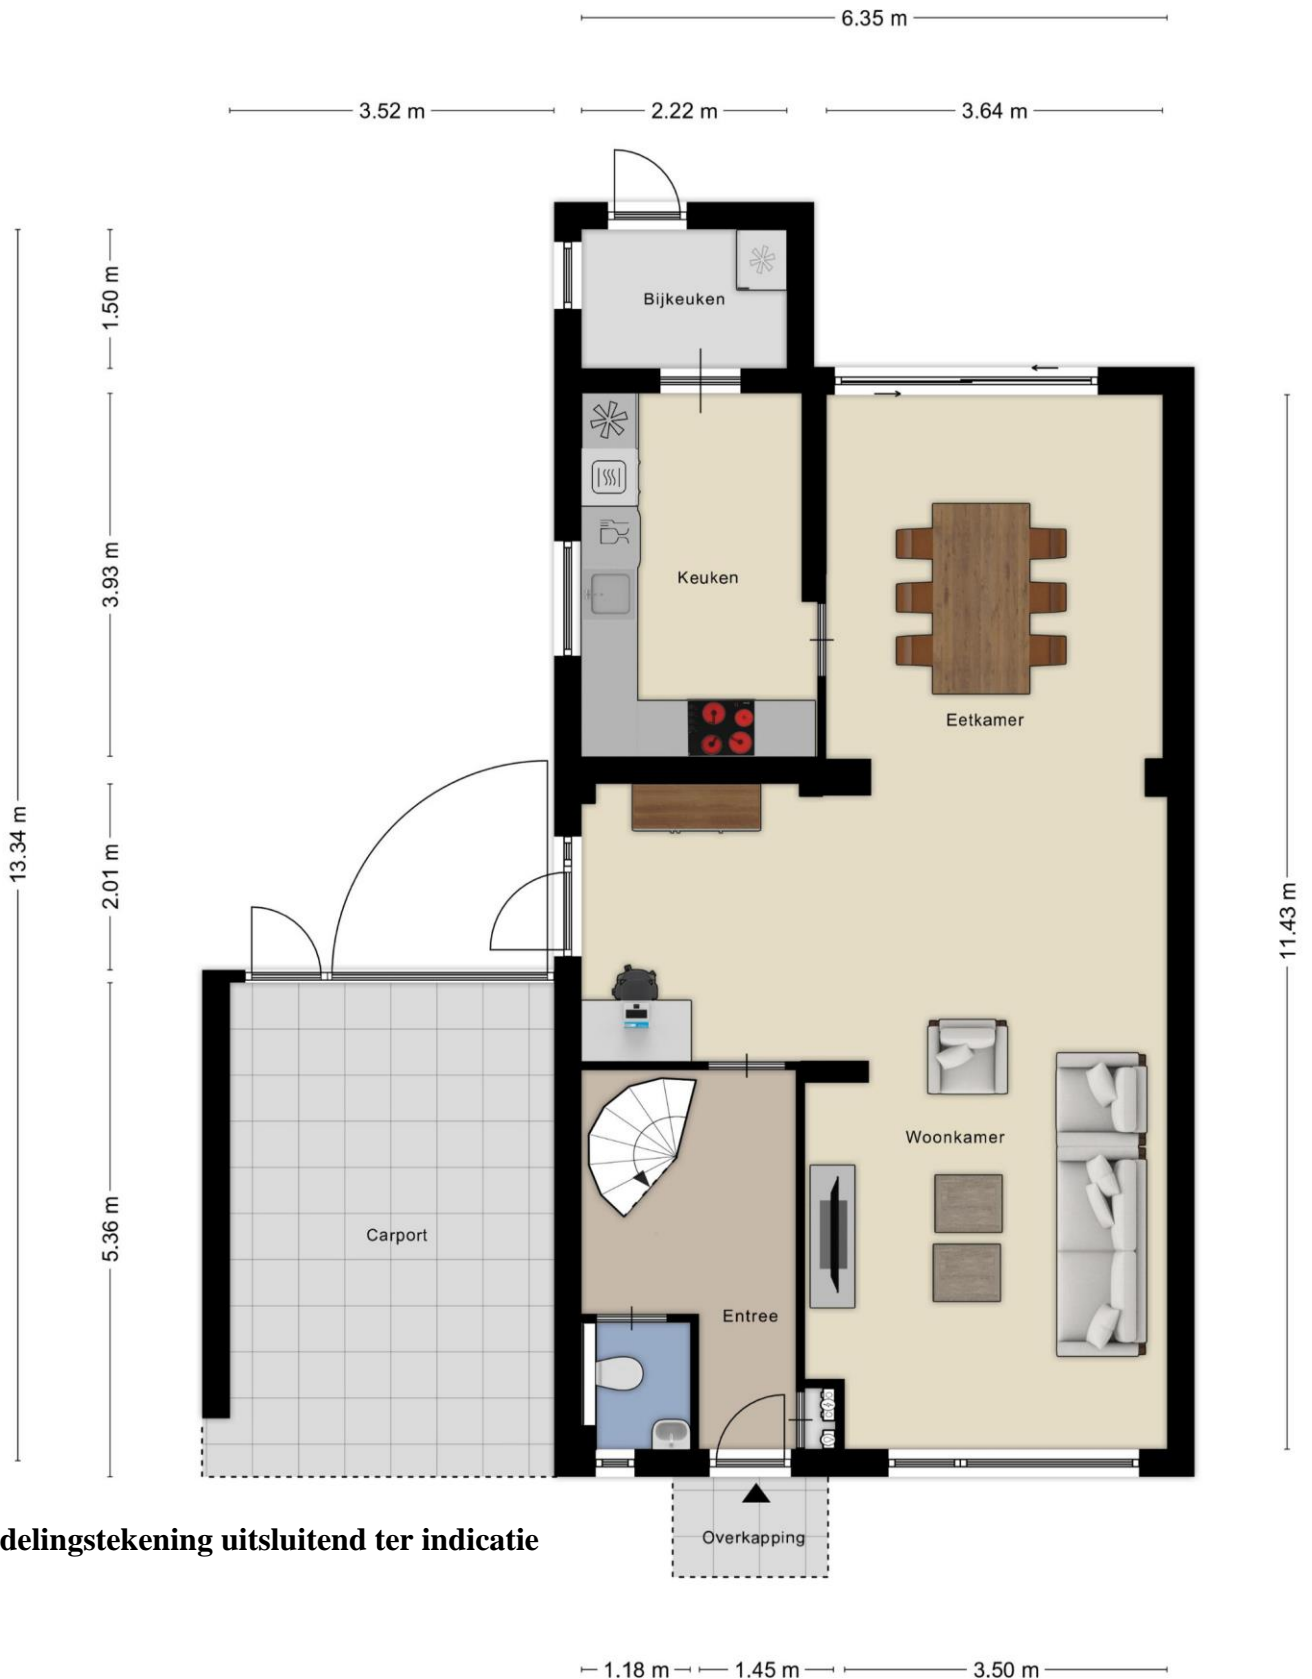 6.35 m
3.52 m
2.22 m
3.64 m
1.50 m
Bijkeuken
3.93 m
Keuken
Eetkamer
13.34 m
2.01 m
11.43 m
Woonkamer
5.36 m
Carport
Entree
Overkapping
delingstekening uitsluitend ter indicatie
1.18 m
1.45 m
3.50 m